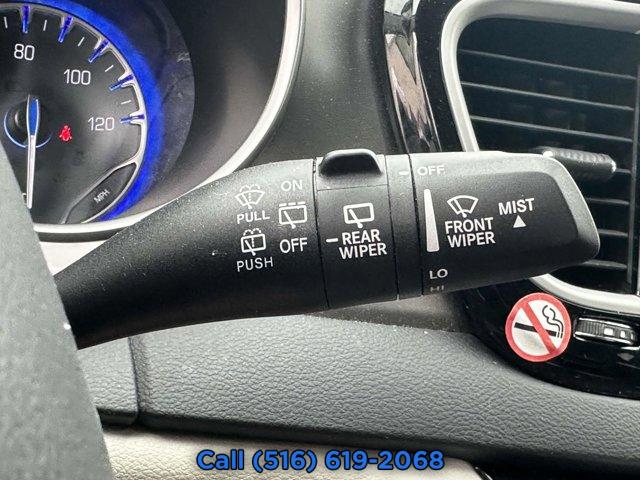 80
100
120
MPH
PULL
ON
OFF
PUSH
REAR
WIPER
OFF
FRONT
WIPER
MIST
LO
HI
Call (516) 619-2068